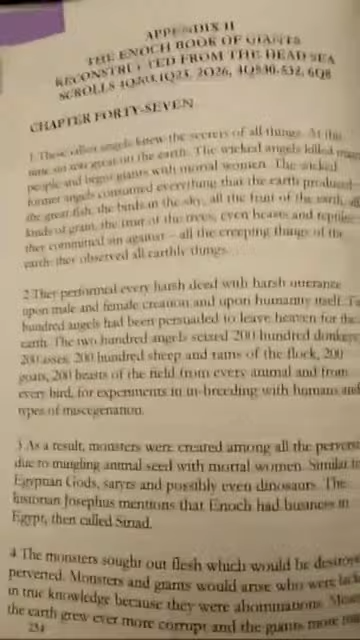 APPENDIX II
THE ENOCH BOOK OF GIANTS
RECONSTRUCTED FROM THE DEAD SEA
SCROLLS 4Q203, 1Q23, 2Q26, 4Q530-532, 6Q8
CHAPTER FORTY-SEVEN
1 These angels knew the secrets of all things. At this
time sin was great on the earth. The wicked angels killed many
people and begot giants with mortal women. The wicked
former angels consumed everything that the earth produced
the great fish, the birds in the sky, all the fruit of the earth, all
kinds of grain, the fruit of the trees, even beasts and reptiles
they committed sin against – all the creeping things of the
earth: they observed all earthly things.
2 They performed every harsh deed with harsh utterance
upon male and female creation and upon humanity itself.
hundred angels had been persuaded to leave heaven for the
earth. The two hundred angels seized 200 hundred donkeys
200 asses, 200 hundred sheep and rams of the flock, 200
goats, 200 beasts of the field from every animal and from
every bird, for experiments in in-breeding with humans and
types of miscegenation.
3 As a result, monsters were created among all the perverse
due to mingling animal seed with mortal women. Similar to
Egyptian Gods, satyrs and possibly even dinosaurs. The
historian Josephus mentions that Enoch had business in
Egypt, then called Siriad.
4 The monsters sought out flesh which would be destroyed
perverted. Monsters and giants would arise who were
in true knowledge because they were abominations.
the earth grew ever more corrupt and the giants more
234